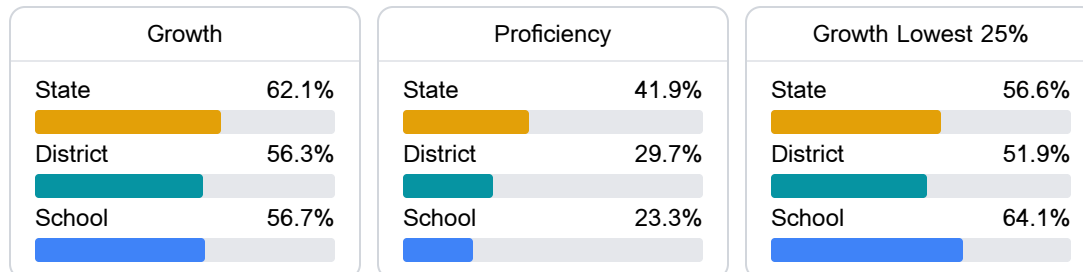 Growth
State 62.1%
District 56.3%
School 56.7%
Proficiency
State 41.9%
District 29.7%
School 23.3%
Growth Lowest 25%
State 56.6%
District 51.9%
School 64.1%